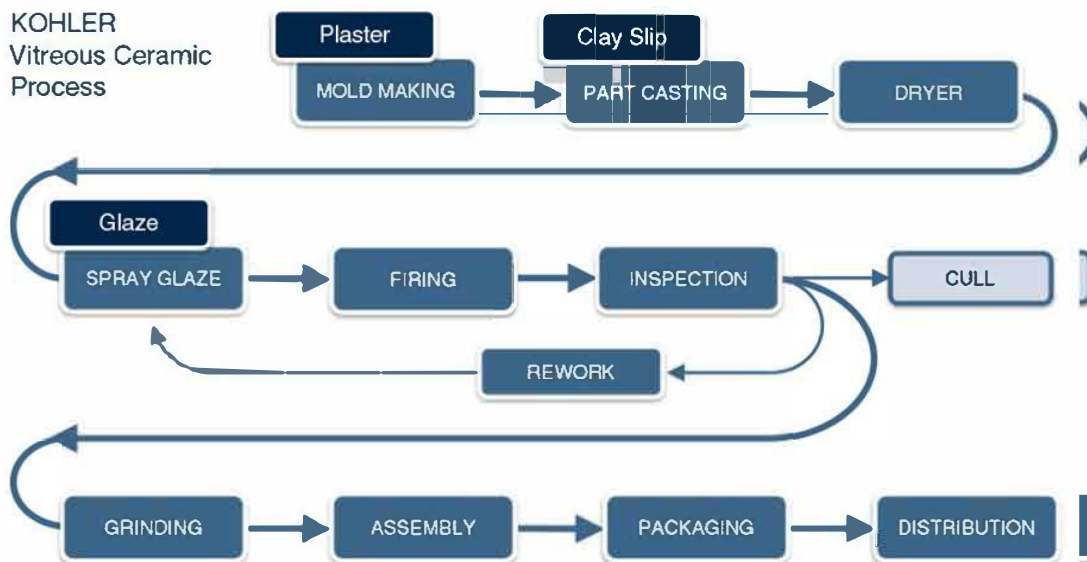 KOHLER
Vitreous Ceramic
Process
Plaster
Clay Slip
MOLD MAKING
PART CASTING
DRYER
Glaze
SPRAY GLAZE
FIRING
INSPECTION
CULL
REWORK
GRINDING
ASSEMBLY
PACKAGING
DISTRIBUTION